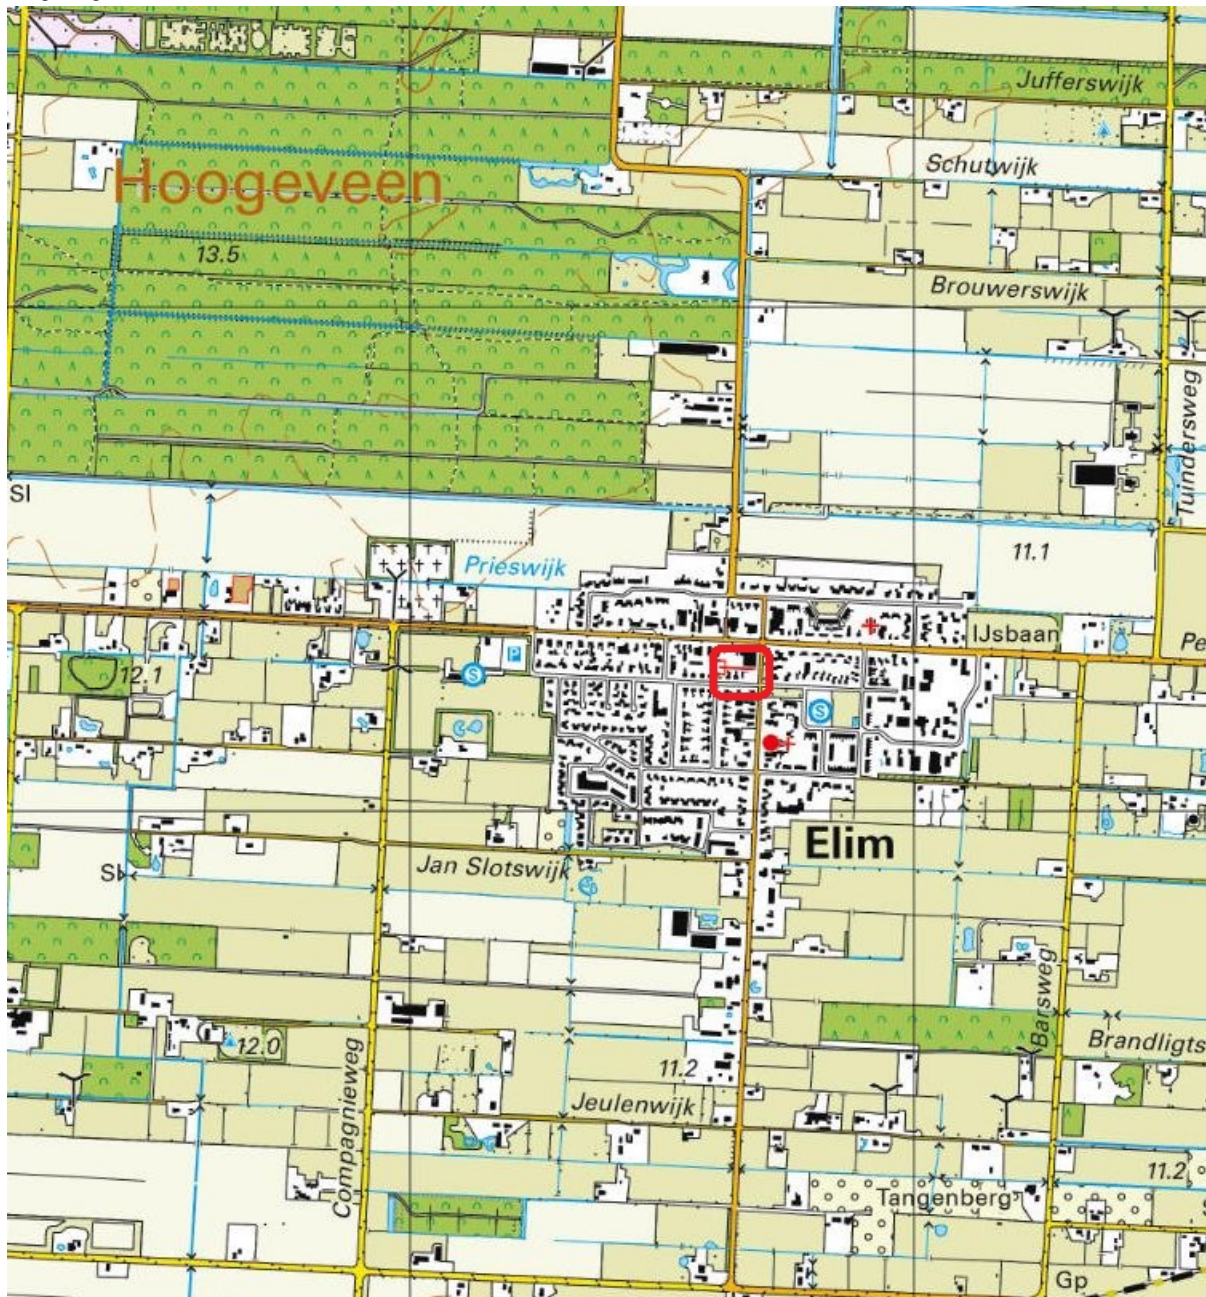 Jufferswijk
Schutwijk
Hoogeveen
13.5
Brouwerswijk
Tuindersweg
Sl
11.1
Prieswijk
IJsbaan
Pe
P
S
12.1
S
Elim
Jan Slotswijk
Sl
Barsweg
12.0
Brandligts
Compagnieweg
11.2
Jeulenwijk
11.2
Tangenberg
Gp